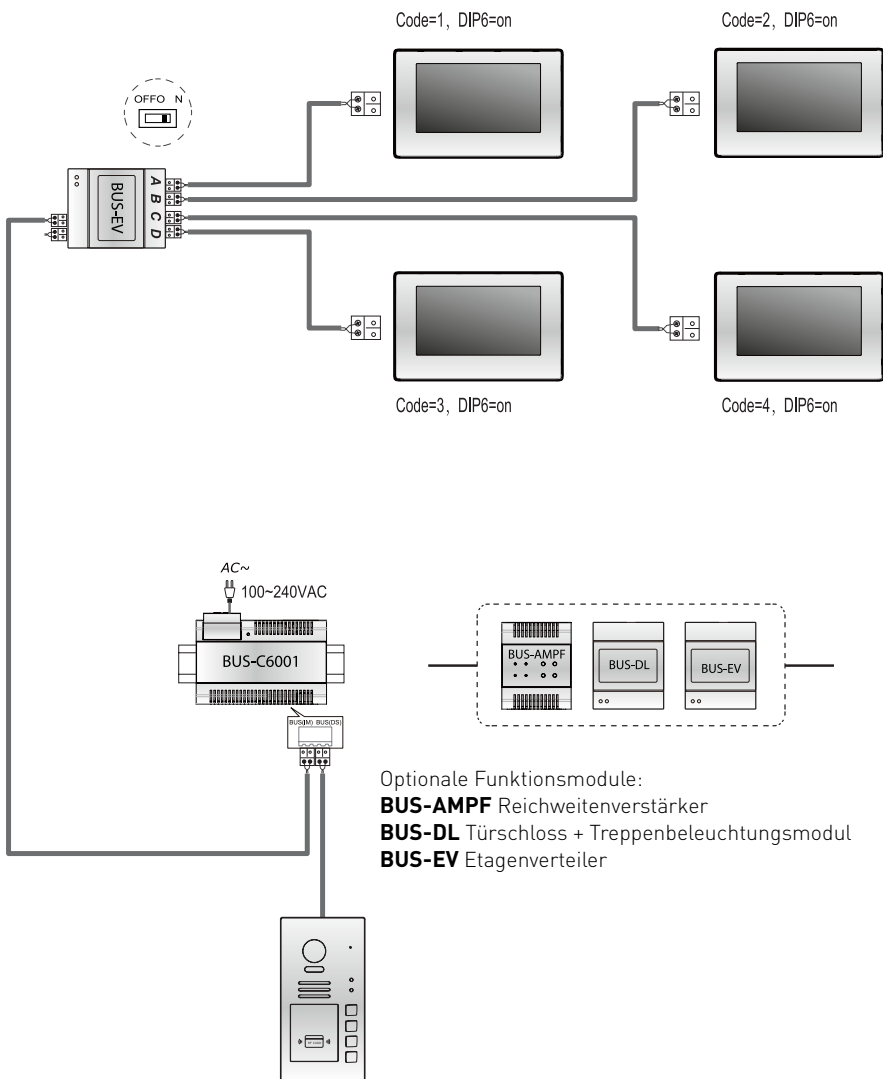 Code=1, DIP6=on
Code=2, DIP6=on
OFFO N
BUS-EV
A
B
C
D
Code=3, DIP6=on
Code=4, DIP6=on
AC~
100~240VAC
BUS-C6001
BUS(IM) BUS(DS)
BUS-AMPF
BUS-DL
BUS-EV
Optionale Funktionsmodule:
BUS-AMPF Reichweitenverstärker
BUS-DL Türschloss + Treppenbeleuchtungsmodul
BUS-EV Etagenverteiler